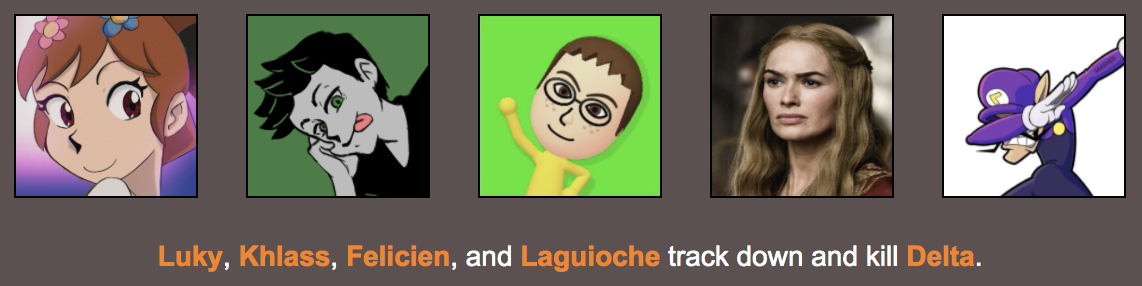 Luky, Khlass, Felicien, and Laguioche track down and kill Delta.